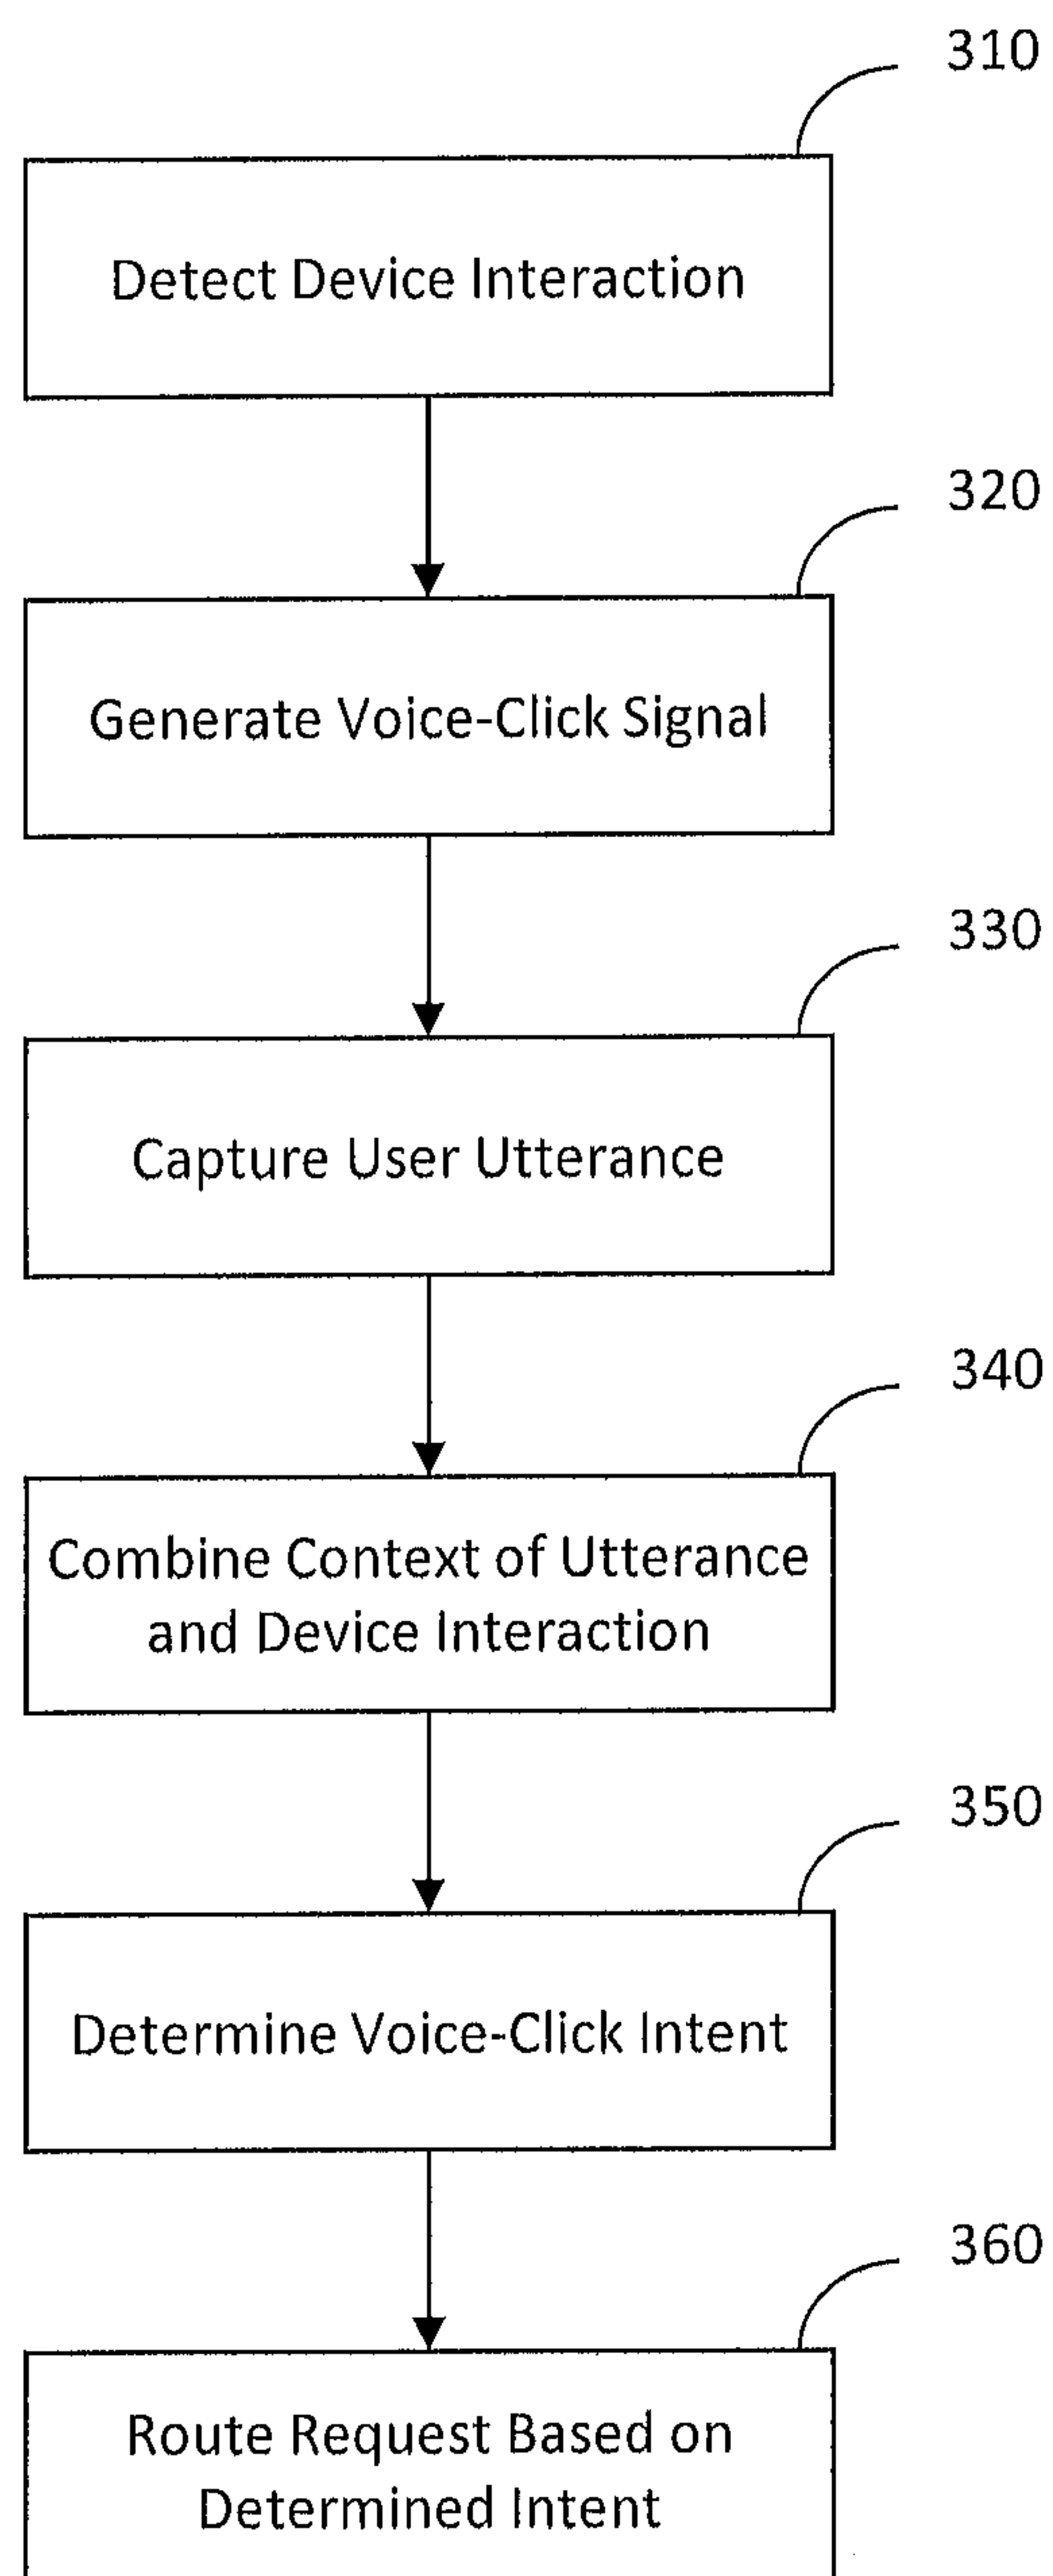 310
Detect Device Interaction
320
Generate Voice-Click Signal
330
Capture User Utterance
340
Combine Context of Utterance
and Device Interaction
350
Determine Voice-Click Intent
360
Route Request Based on
Determined Intent